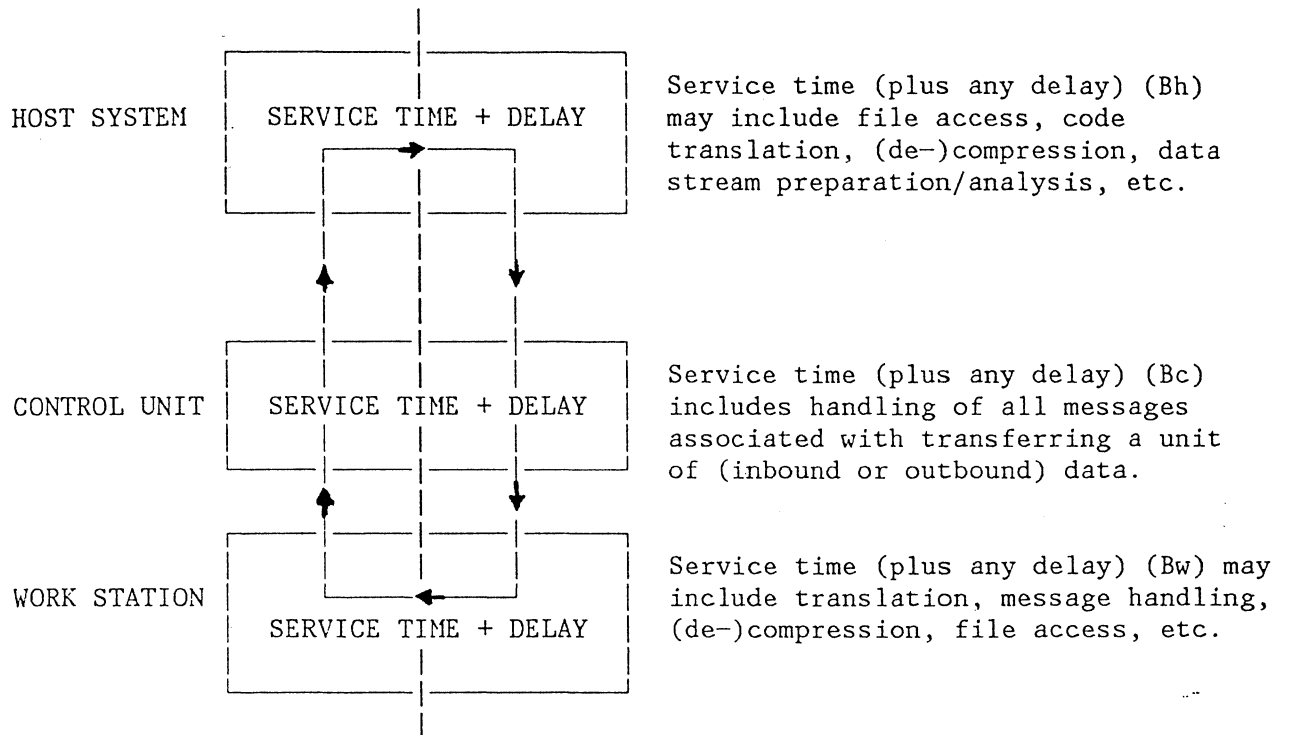 Service time (plus any delay) (Bh)
may include file access, code
HOST SYSTEM SERVICE TIME + DELAY
translation, (de-)compression, data
stream preparation/analysis, etc.
Service time (plus any delay) (Bc)
CONTROL UNIT SERVICE TIME + DELAY
includes handling of all messages
associated with transferring a unit
of (inbound or outbound) data.
Service time (plus any delay) (Bw) may
WORK STATION
include translation, message handling,
SERVICE TIME + DELAY
(de-)compression, file access, etc.